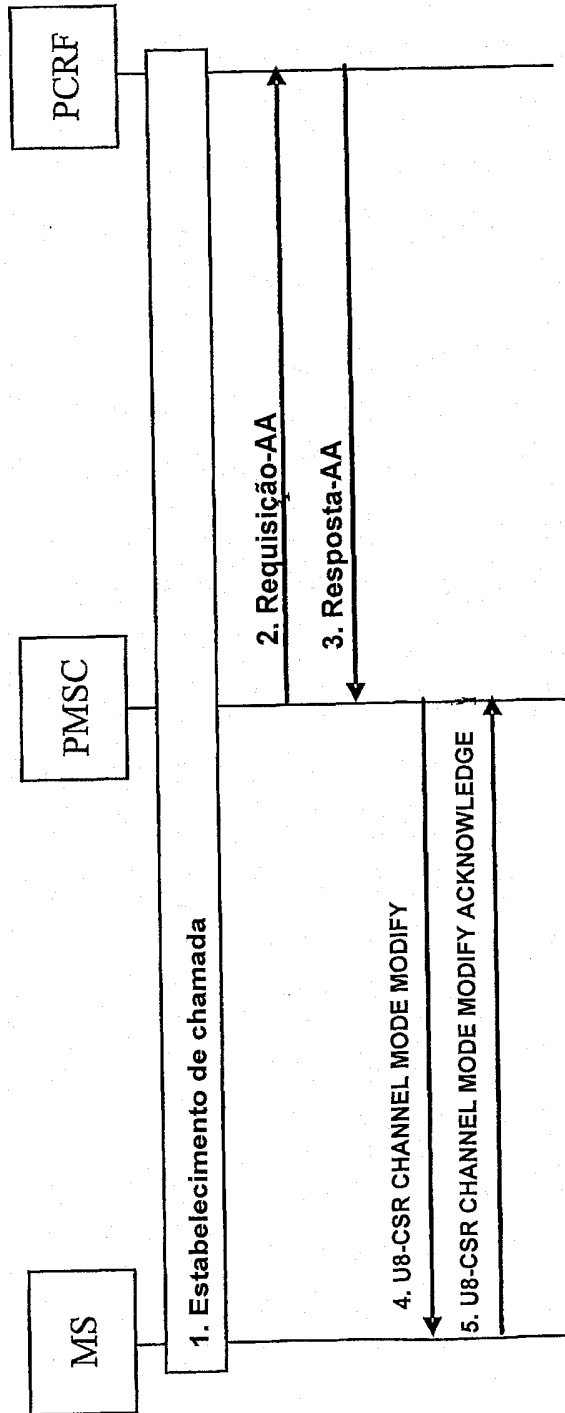 MS
PMSC
PCRF
1. Estabelecimento de chamada
2. Requisição-AA
3. Resposta-AA
4. U8-CSR CHANNEL MODE MODIFY
5. U8-CSR CHANNEL MODE MODIFY ACKNOWLEDGE